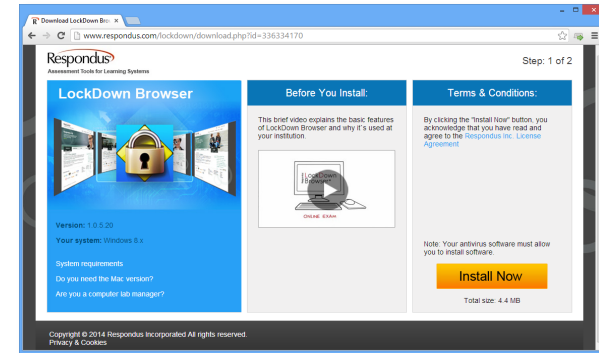 Download LockDown Bro
www.respondus.com/lockdown/download.php?id=336334170
Respondus
Assessment Tools for Learning Systems
Step: 1 of 2
LockDown Browser
Version: 1.0.5.20
Your system: Windows 8.x
System requirements
Do you need the Mac version?
Are you a computer lab manager?
Before You Install:
This brief video explains the basic features
of LockDown Browser and why it's used at
your institution.
LockDown
Browser
ONLINE EXAM
Terms & Conditions:
By clicking the "Install Now" button, you
acknowledge that you have read and
agree to the Respondus Inc. License
Agreement
Note: Your antivirus software must allow
you to install software.
Install Now
Total size: 4.4 MB
Copyright © 2014 Respondus Incorporated All rights reserved.
Privacy & Cookies